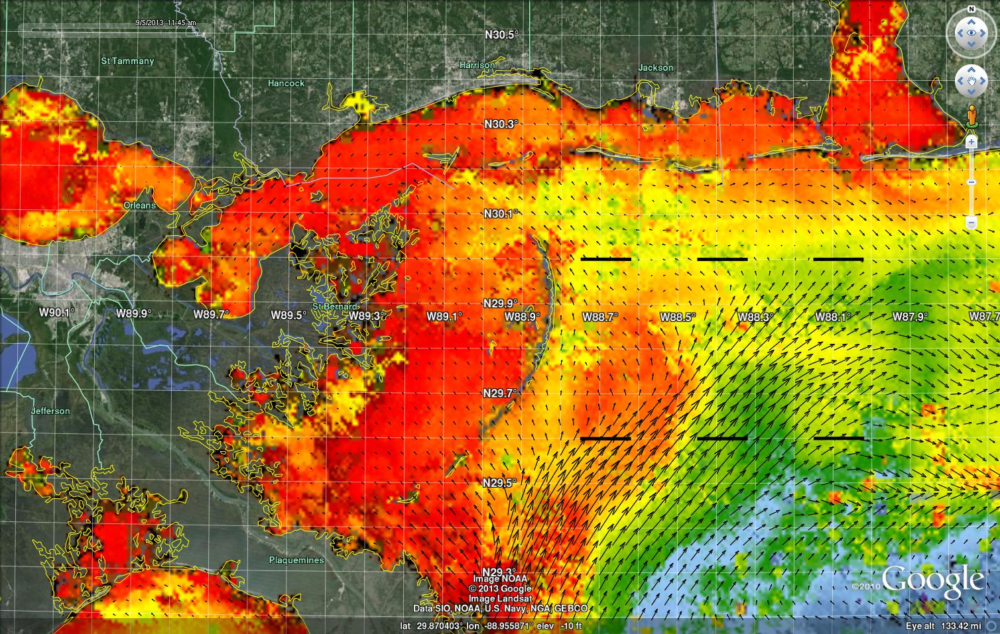 9/5/2013 11:45 am
N
N30.5°
St Tammany
Harrison
Jackson
Hancock
N30.3°
Orleans
N30.1°
N29.9°
St Bernard
W90.1° W89.9° W89.7° W89.5° W89.3° W89.1° W88.9° W88.7° W88.5° W88.3° W88.1° W87.9° W87.7
N29.7°
Jefferson
N29.5°
Plaquemines
N29.3°
Image NOAA
© 2013 Google
Image Landsat
Data SIO, NOAA, U.S. Navy, NGA, GEBCO
©2010 Google
lat 29.870403° lon -88.955871° elev -10 ft
Eye alt 133.42 mi